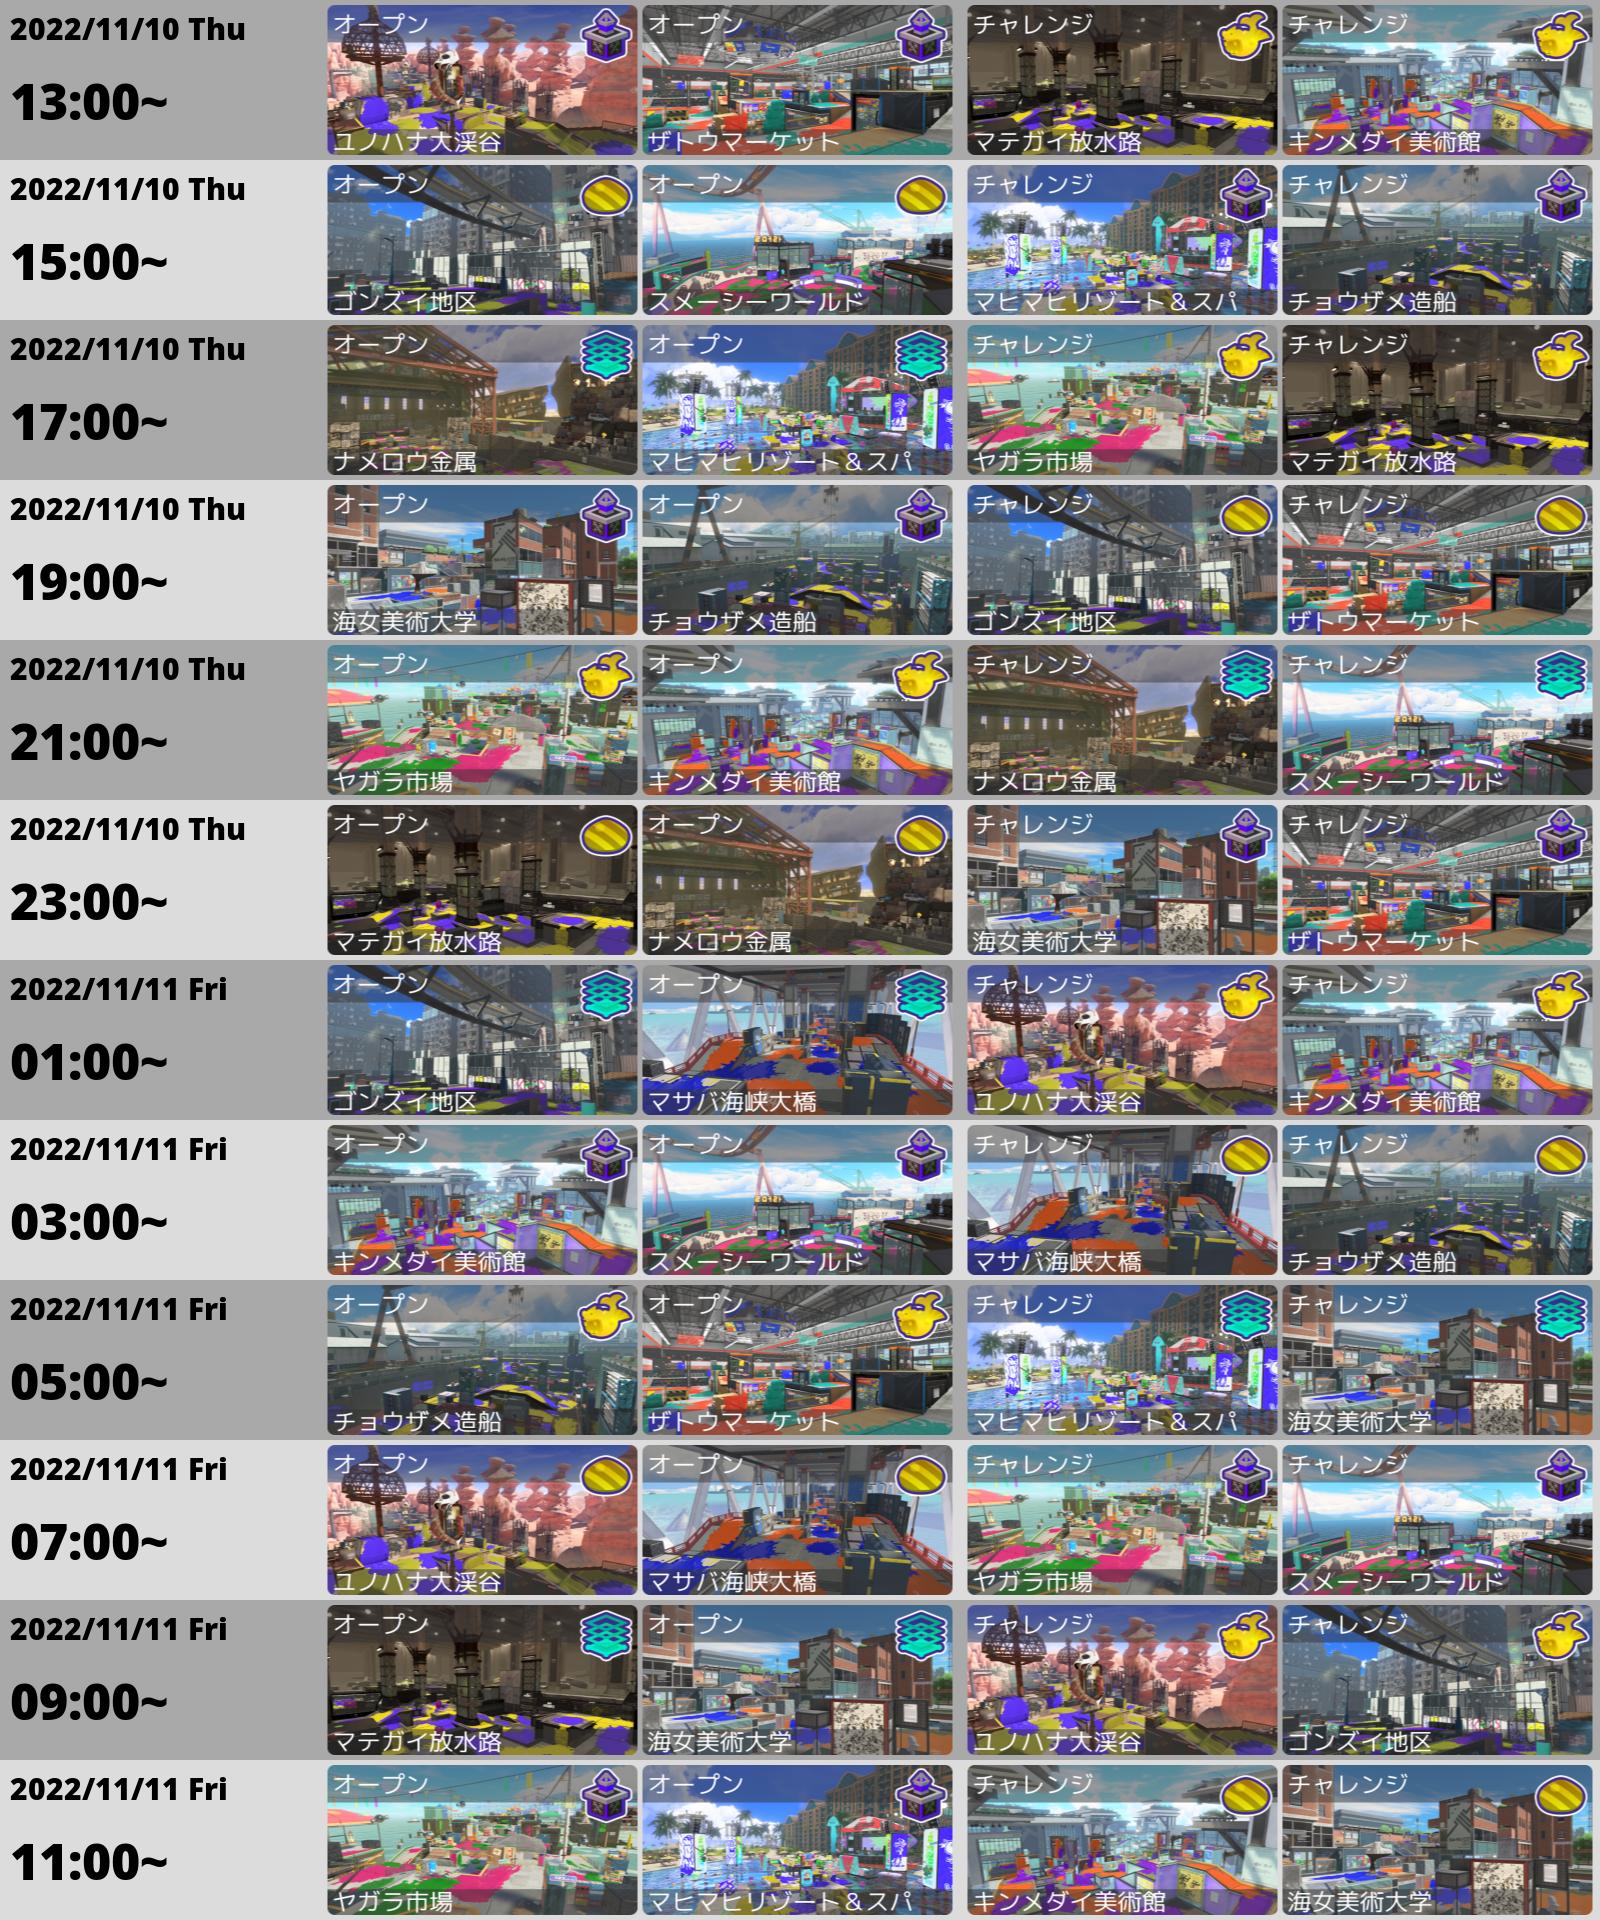 2022/11/10 Thu
13:00~
オープン
ユノハナ大渓谷
オープン
ザトウマーケット
チャレンジ
マテガイ放水路
チャレンジ
キンメダイ美術館
2022/11/10 Thu
15:00~
オープン
ゴンズイ地区
オープン
スメーシーワールド
チャレンジ
マヒマヒリゾート＆スパ
チャレンジ
チョウザメ造船
2022/11/10 Thu
17:00~
オープン
ナメロウ金属
オープン
マヒマヒリゾート＆スパ
チャレンジ
ヤガラ市場
チャレンジ
マテガイ放水路
2022/11/10 Thu
19:00~
オープン
海女美術大学
オープン
チョウザメ造船
チャレンジ
ゴンズイ地区
チャレンジ
ザトウマーケット
2022/11/10 Thu
21:00~
オープン
ヤガラ市場
オープン
キンメダイ美術館
チャレンジ
ナメロウ金属
チャレンジ
スメーシーワールド
2022/11/10 Thu
23:00~
オープン
マテガイ放水路
オープン
ナメロウ金属
チャレンジ
海女美術大学
チャレンジ
ザトウマーケット
2022/11/11 Fri
01:00~
オープン
ゴンズイ地区
オープン
マサバ海峡大橋
チャレンジ
ユノハナ大渓谷
チャレンジ
キンメダイ美術館
2022/11/11 Fri
03:00~
オープン
キンメダイ美術館
オープン
スメーシーワールド
チャレンジ
マサバ海峡大橋
チャレンジ
チョウザメ造船
2022/11/11 Fri
05:00~
オープン
チョウザメ造船
オープン
ザトウマーケット
チャレンジ
マヒマヒリゾート＆スパ
チャレンジ
海女美術大学
2022/11/11 Fri
07:00~
オープン
ユノハナ大渓谷
オープン
マサバ海峡大橋
チャレンジ
ヤガラ市場
チャレンジ
スメーシーワールド
2022/11/11 Fri
09:00~
オープン
マテガイ放水路
オープン
海女美術大学
チャレンジ
ユノハナ大渓谷
チャレンジ
ゴンズイ地区
2022/11/11 Fri
11:00~
オープン
ヤガラ市場
オープン
マヒマヒリゾート＆スパ
チャレンジ
キンメダイ美術館
チャレンジ
海女美術大学